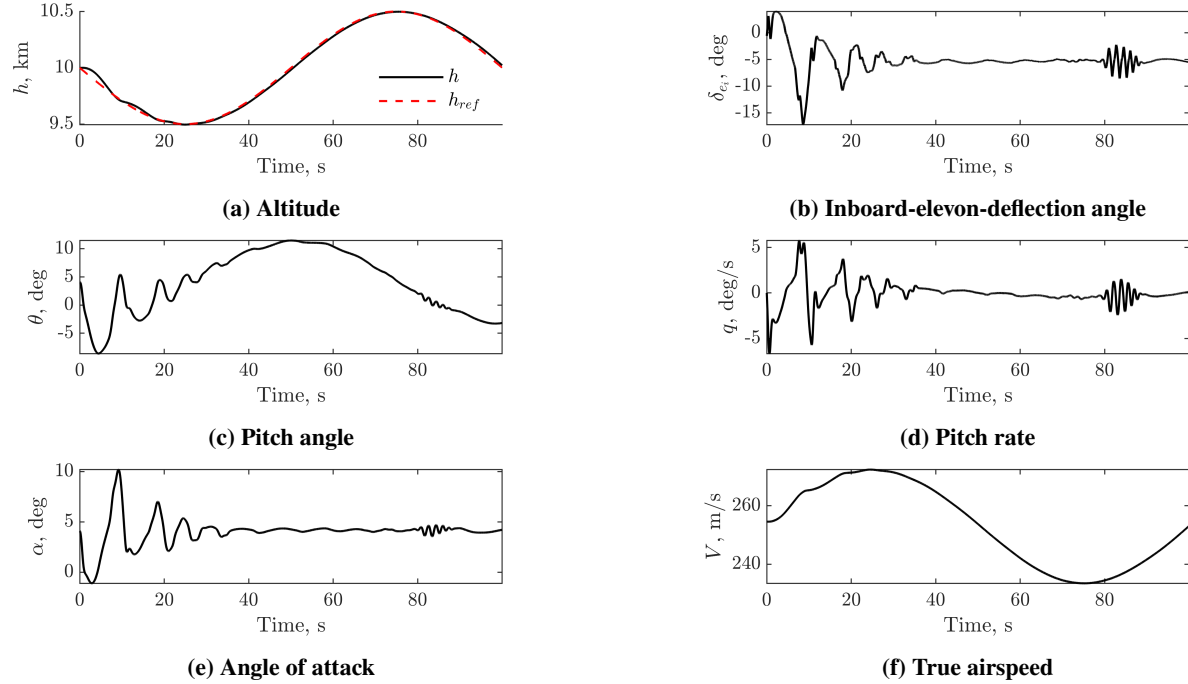 10.5
10
9.5
h, km
h
h_ref
0 20 40 60 80
Time, s
(a) Altitude
0
-5
-10
-15
δ_{e_i}, deg
0 20 40 60 80
Time, s
(b) Inboard-elevon-deflection angle
10
5
0
-5
θ, deg
0 20 40 60 80
Time, s
(c) Pitch angle
5
0
-5
q, deg/s
0 20 40 60 80
Time, s
(d) Pitch rate
10
5
0
α, deg
0 20 40 60 80
Time, s
(e) Angle of attack
260
240
V, m/s
0 20 40 60 80
Time, s
(f) True airspeed